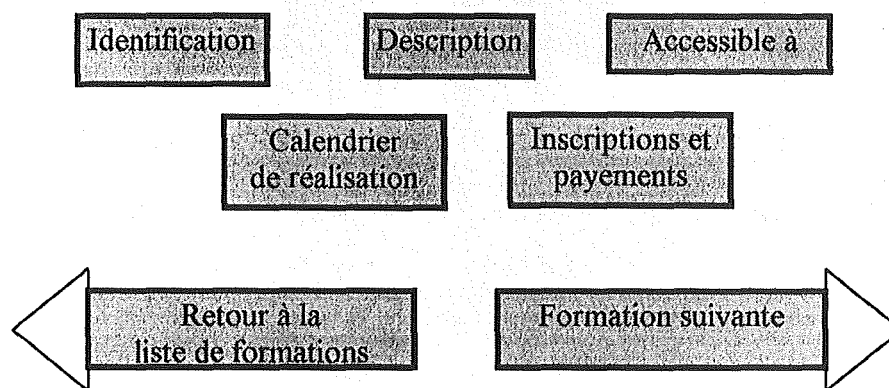 Identification
Description
Accessible à
Calendrier
de réalisation
Inscriptions et
payements
Retour à la
liste de formations
Formation suivante